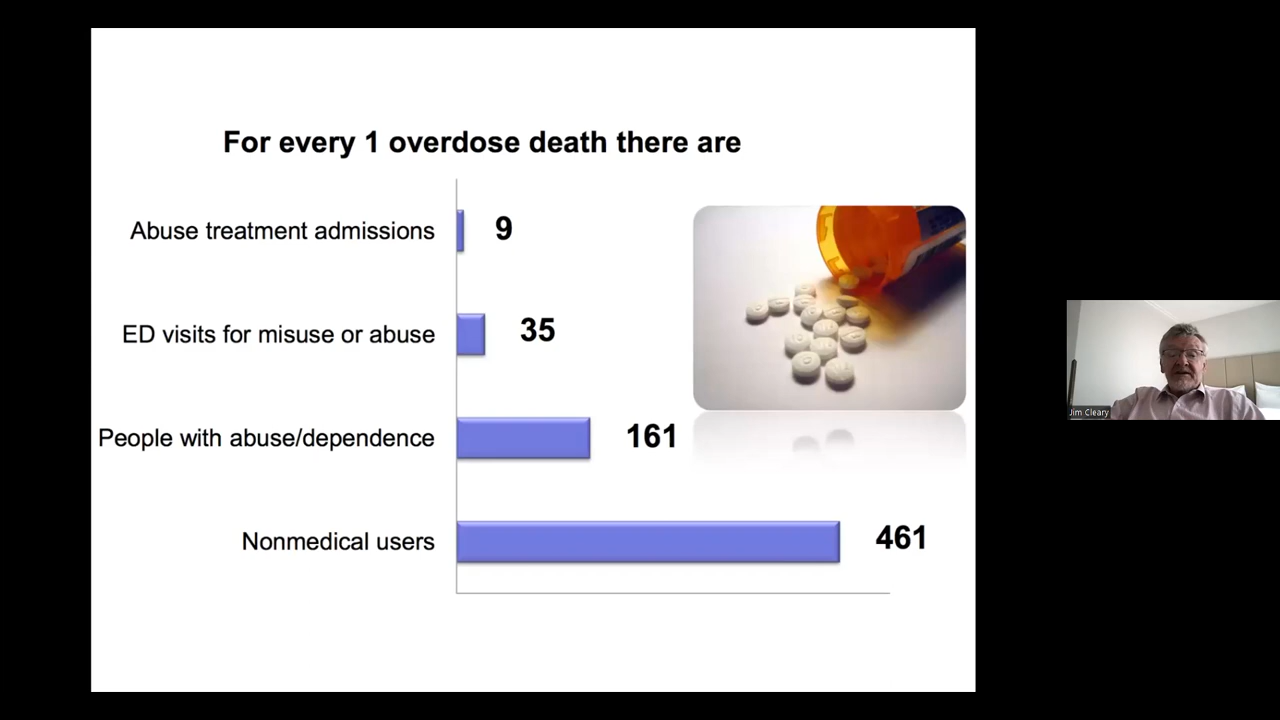 For every 1 overdose death there are
Abuse treatment admissions 9
ED visits for misuse or abuse 35
People with abuse/dependence 161
Nonmedical users 461
Jim Cleary